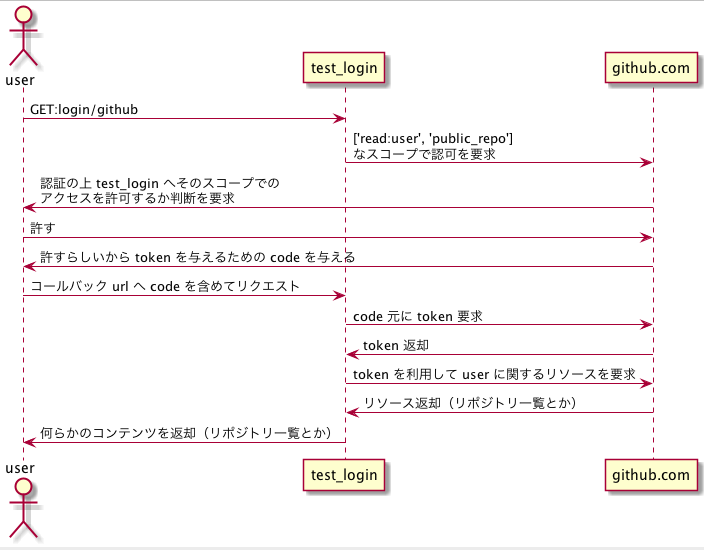 user
test_login
github.com
GET:login/github
['read:user', 'public_repo']
なスコープで認可を要求
認証の上 test_login へそのスコープでの
アクセスを許可するか判断を要求
許す
許すらしいから token を与えるための code を与える
コールバック url へ code を含めてリクエスト
code 元に token 要求
token 返却
token を利用して user に関するリソースを要求
リソース返却（リポジトリ一覧とか）
何らかのコンテンツを返却（リポジトリ一覧とか）
user
test_login
github.com